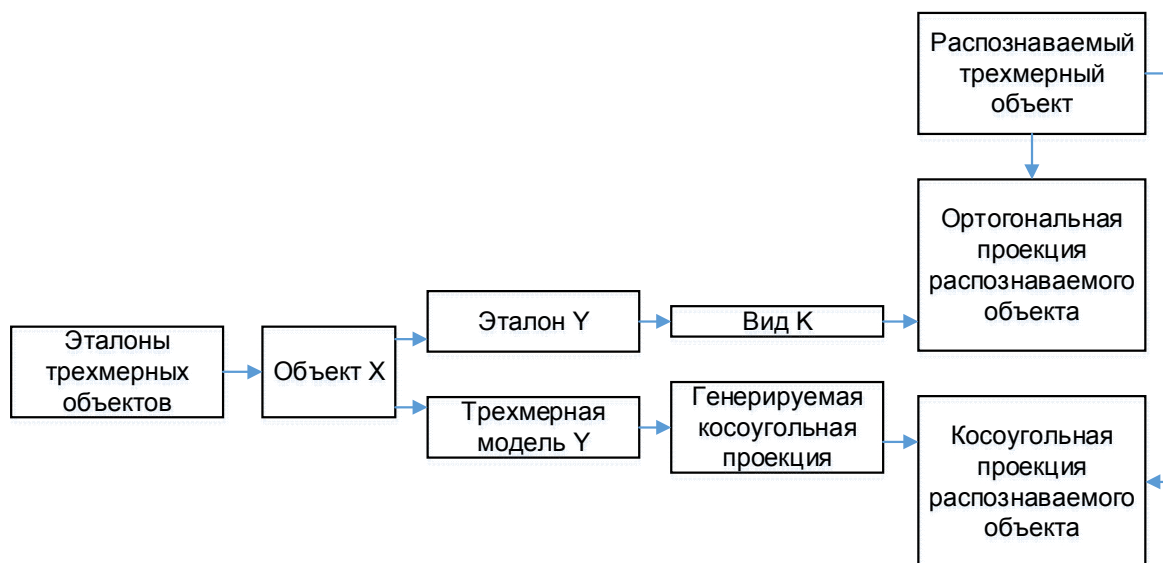 Распознаваемый
трехмерный
объект
Ортогональная
проекция
распознаваемого
объекта
Эталон Y
Вид K
Эталоны
трехмерных
объектов
Объект X
Трехмерная
модель Y
Генерируемая
косоугольная
проекция
Косоугольная
проекция
распознаваемого
объекта